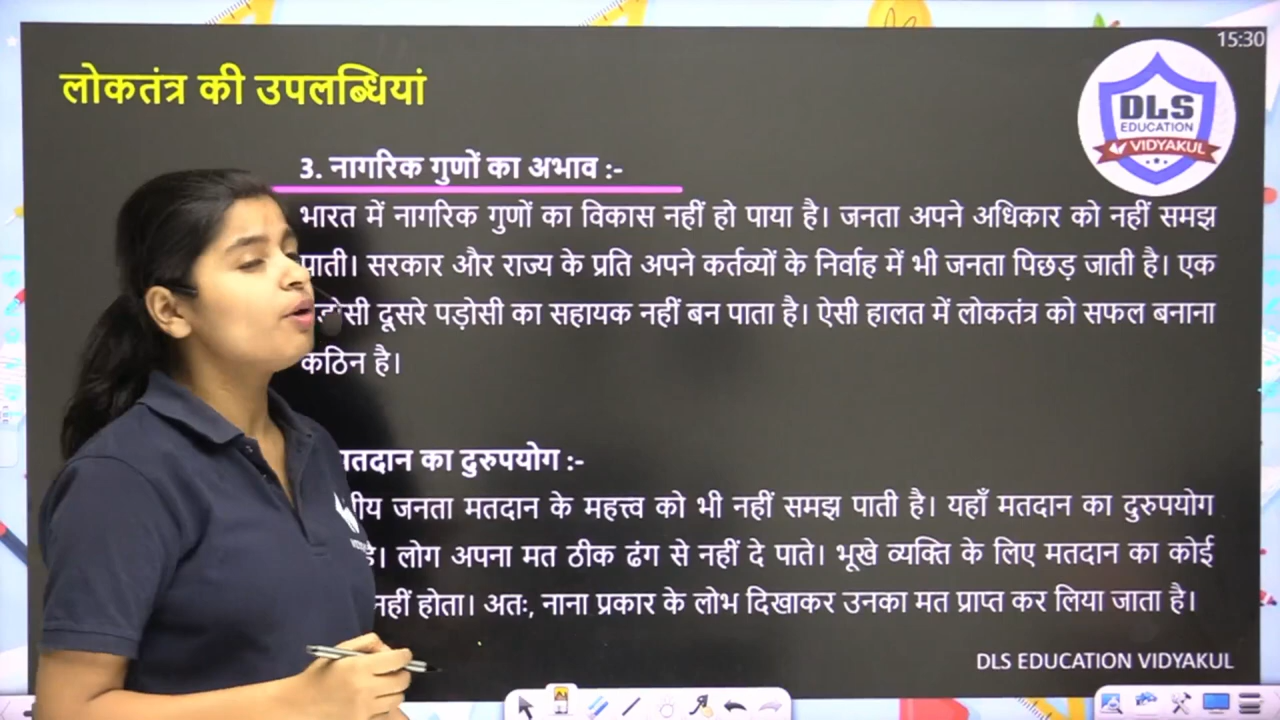 15:30
लोकतंत्र की उपलब्धियां
DLS
EDUCATION
VIDYAKUL
3. नागरिक गुणों का अभाव :-
भारत में नागरिक गुणों का विकास नहीं हो पाया है। जनता अपने अधिकार को नहीं समझ
पाती। सरकार और राज्य के प्रति अपने कर्तव्यों के निर्वाह में भी जनता पिछड़ जाती है। एक
दूसरे पड़ोसी का सहायक नहीं बन पाता है। ऐसी हालत में लोकतंत्र को सफल बनाना
कठिन है।
मतदान का दुरुपयोग :-
जनता मतदान के महत्त्व को भी नहीं समझ पाती है। यहाँ मतदान का दुरुपयोग
है। लोग अपना मत ठीक ढंग से नहीं दे पाते। भूखे व्यक्ति के लिए मतदान का कोई
नहीं होता। अतः, नाना प्रकार के लोभ दिखाकर उनका मत प्राप्त कर लिया जाता है।
DLS EDUCATION VIDYAKUL